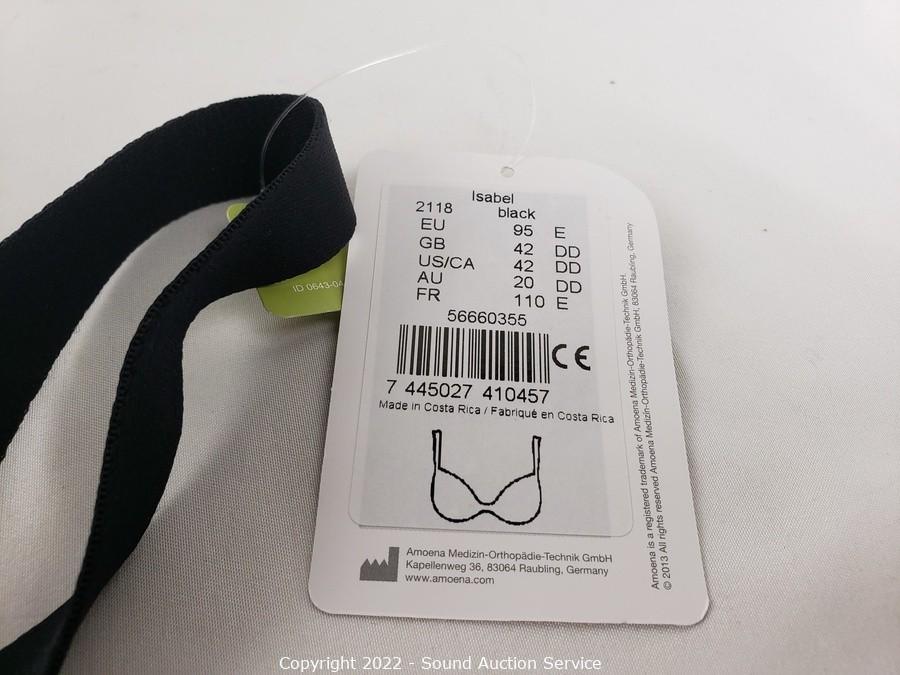 Isabel
2118 black
EU 95 E
GB 42 DD
US/CA 42 DD
AU 20 DD
FR 110 E
56660355
CE
7 445027 410457
Made in Costa Rica / Fabriqué en Costa Rica
Amoena Medizin-Orthopädie-Technik GmbH
Kapellenweg 36, 83064 Raubling, Germany
www.amoena.com
Amoena is a registered trademark of Amoena Medizin-Orthopädie-Technik GmbH.
© 2013 All rights reserved Amoena Medizin-Orthopädie-Technik GmbH, 83064 Raubling, Germany
ID 0643-04
Copyright 2022 - Sound Auction Service